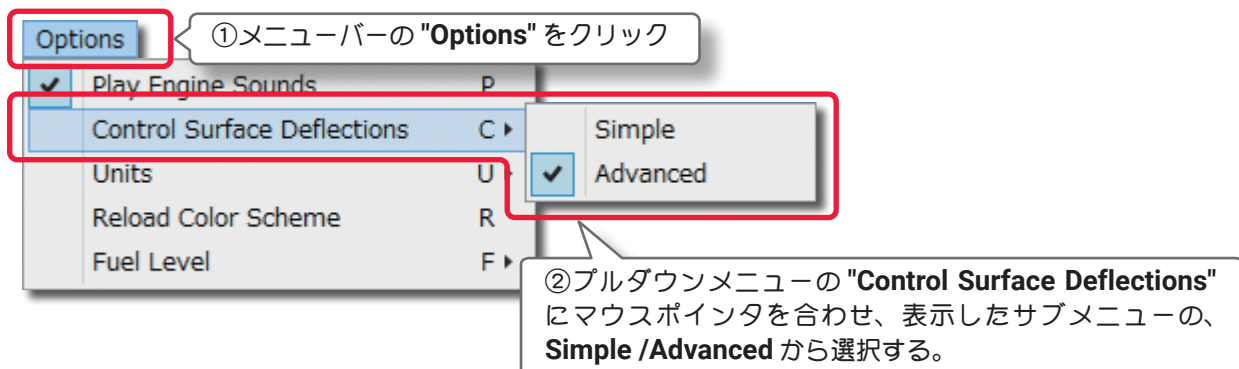 Options
①メニューバーの "Options" をクリック
Play Engine Sounds P
Control Surface Deflections C
Simple
Units U
Advanced
Reload Color Scheme R
Fuel Level F
②プルダウンメニューの "Control Surface Deflections"
にマウスポインタを合わせ、表示したサブメニューの、
Simple /Advanced から選択する。